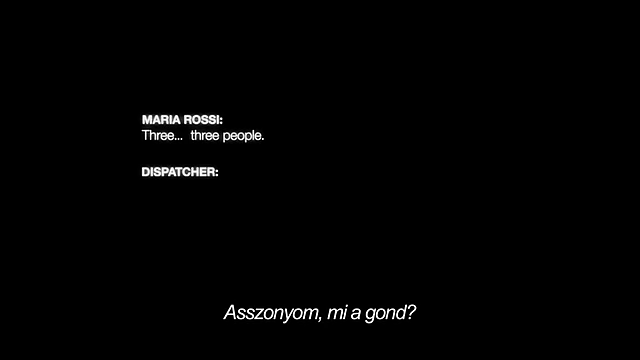 MARIA ROSSI:
Three... three people.
DISPATCHER:
Asszonyom, mi a gond?